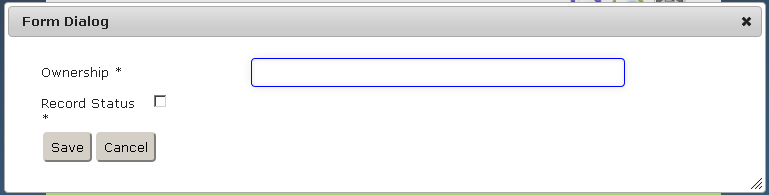 Form Dialog
Ownership *
Record Status
*
Save Cancel